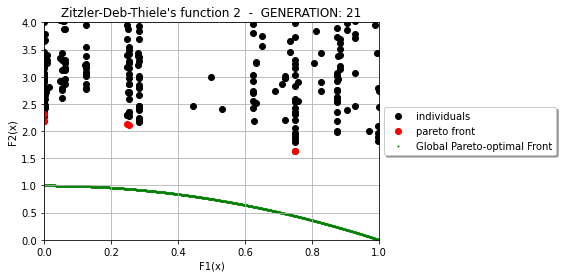 Zitzler-Deb-Thiele's function 2 - GENERATION: 21
4.0
3.5
3.0
2.5
2.0
1.5
1.0
0.5
0.0
F2(x)
0.0 0.2 0.4 0.6 0.8 1.0
F1(x)
individuals
pareto front
Global Pareto-optimal Front